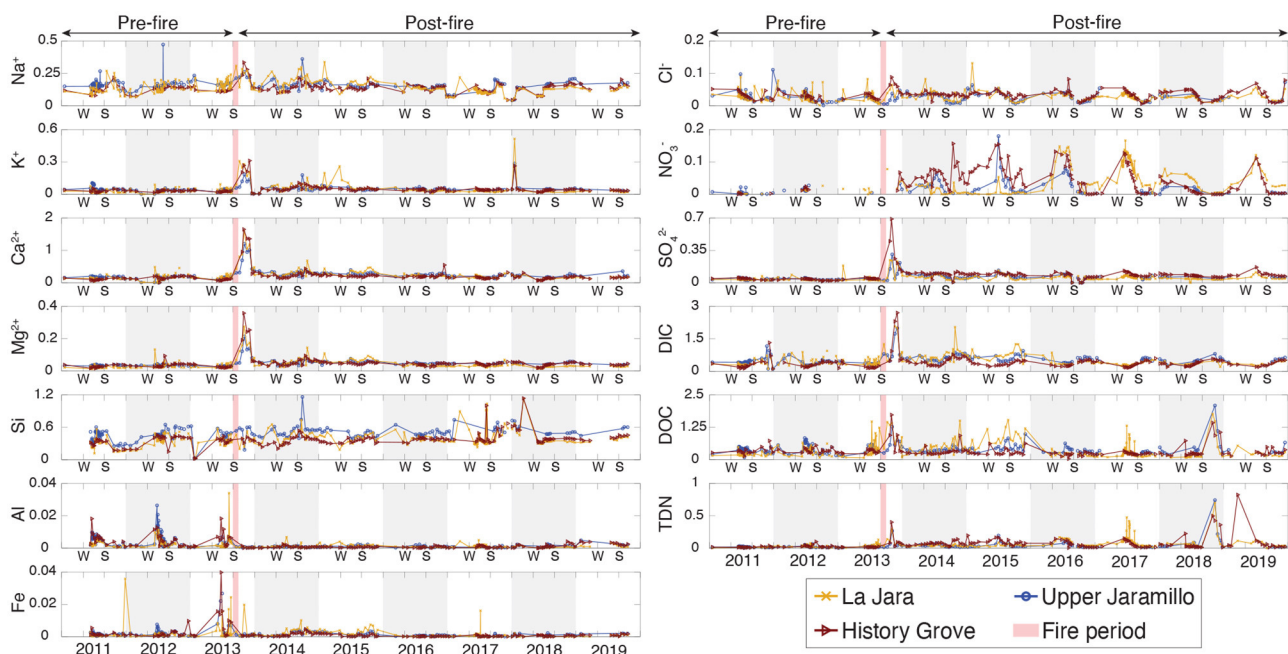 Pre-fire Post-fire
Na⁺
0.5
0.25
0
W S W S W S W S W S W S W S W S W S
K⁺
0.6
0.3
0
W S W S W S W S W S W S W S W S W S
Ca²⁺
2
1
0
W S W S W S W S W S W S W S W S W S
Mg²⁺
0.4
0.2
0
W S W S W S W S W S W S W S W S W S
Si
1.2
0.6
0
W S W S W S W S W S W S W S W S W S
Al
0.04
0.02
0
W S W S W S W S W S W S W S W S W S
Fe
0.04
0.02
0
2011 2012 2013 2014 2015 2016 2017 2018 2019
Pre-fire Post-fire
Cl⁻
0.2
0.1
0
W S W S W S W S W S W S W S W S W S
NO₃⁻
0.2
0.1
0
W S W S W S W S W S W S W S W S W S
SO₄²⁻
0.7
0.35
0
W S W S W S W S W S W S W S W S W S
DIC
3
1.5
0
W S W S W S W S W S W S W S W S W S
DOC
2.5
1.25
0
W S W S W S W S W S W S W S W S W S
TDN
1
0.5
0
2011 2012 2013 2014 2015 2016 2017 2018 2019
La Jara Upper Jaramillo
History Grove Fire period